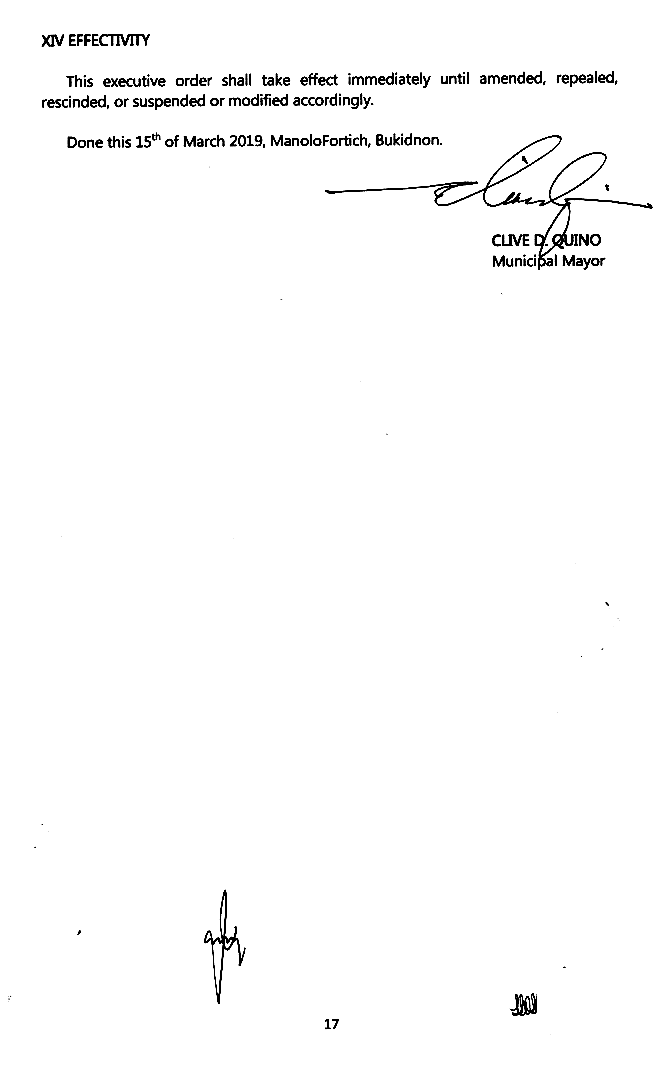 XIV EFFECTIVITY
This executive order shall take effect immediately until amended, repealed,
rescinded, or suspended or modified accordingly.
Done this 15th of March 2019, ManoloFortich, Bukidnon.
CLIVE D. QUINO
Municipal Mayor
17